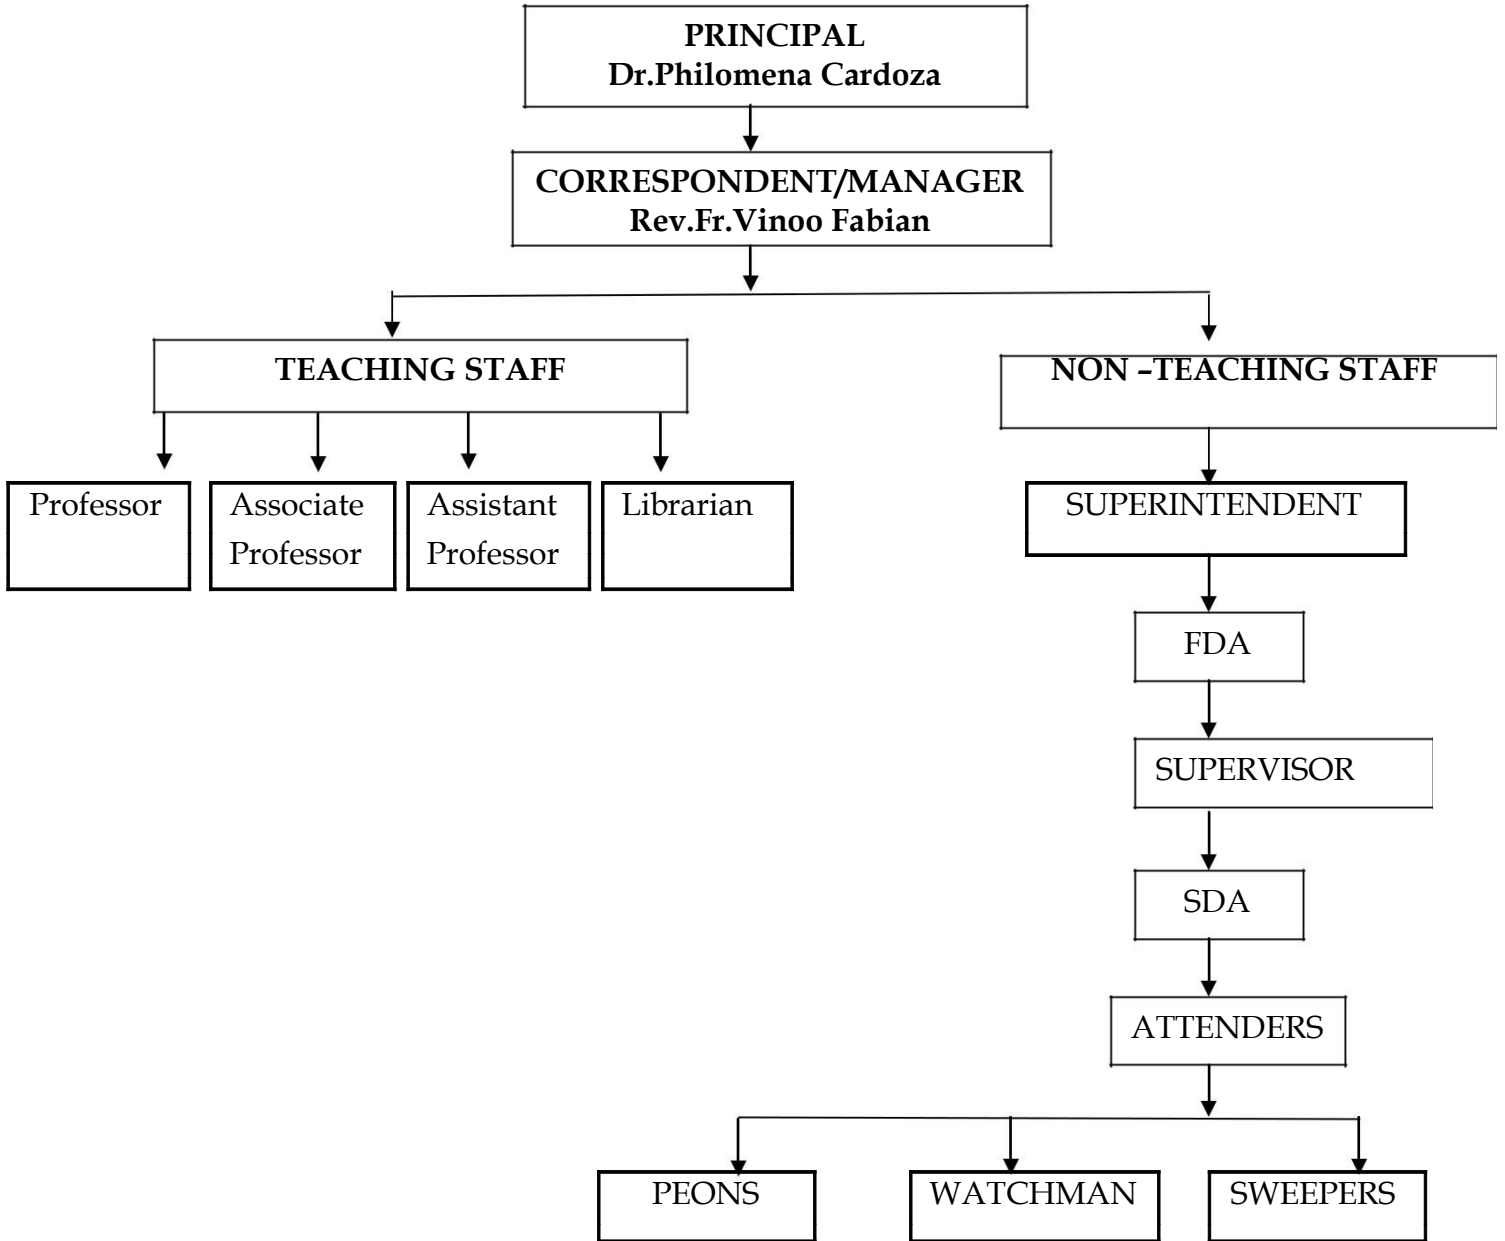 PRINCIPAL
Dr.Philomena Cardoza
CORRESPONDENT/MANAGER
Rev.Fr.Vinoo Fabian
TEACHING STAFF
NON –TEACHING STAFF
Professor
Associate
Professor
Assistant
Professor
Librarian
SUPERINTENDENT
FDA
SUPERVISOR
SDA
ATTENDERS
PEONS
WATCHMAN
SWEEPERS